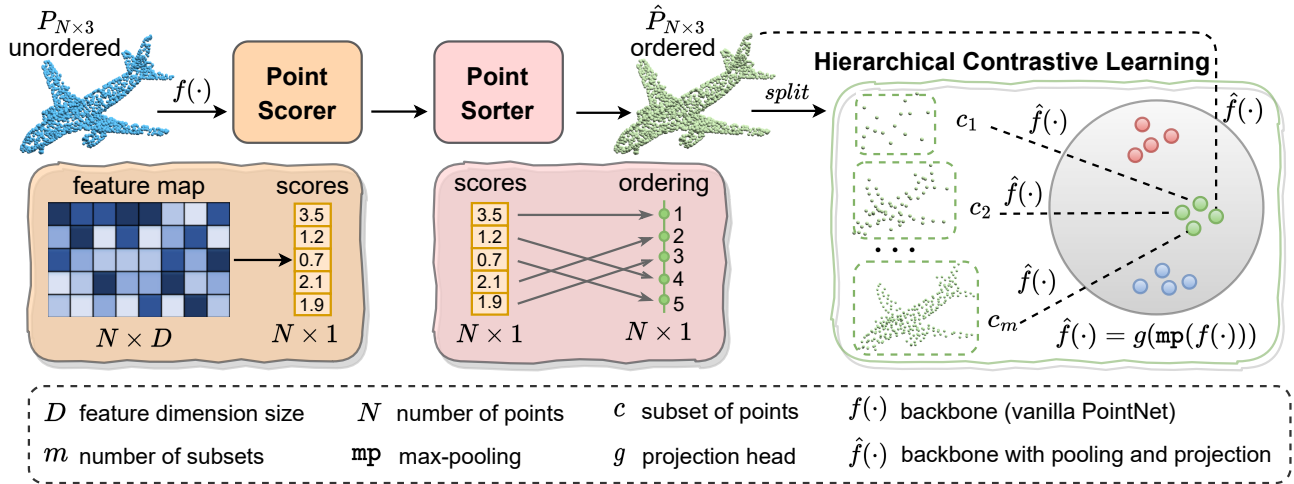 P_{N×3}
unordered
f(·)
Point
Scorer
Point
Sorter
P̂_{N×3}
ordered
split
Hierarchical Contrastive Learning
feature map
scores
3.5
1.2
0.7
2.1
1.9
N × D
N × 1
scores
ordering
3.5
1.2
0.7
2.1
1.9
1
2
3
4
5
N × 1
N × 1
c_1
f̂(·)
f̂(·)
c_2
f̂(·)
• • •
f̂(·)
c_m
f̂(·) = g(mp(f(·)))
D feature dimension size
N number of points
c subset of points
f(·) backbone (vanilla PointNet)
m number of subsets
mp max-pooling
g projection head
f̂(·) backbone with pooling and projection